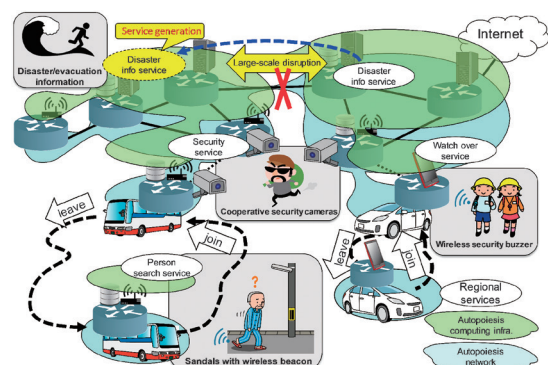 Service generation
Disaster
info service
Large-scale disruption
Disaster
info service
Internet
Disaster/evacuation
information
Security
service
Watch over
service
Cooperative security cameras
Wireless security buzzer
leave
join
leave
join
Person
search service
?
Sandals with wireless beacon
Regional
services
Autopoiesis
computing infra.
Autopoiesis
network